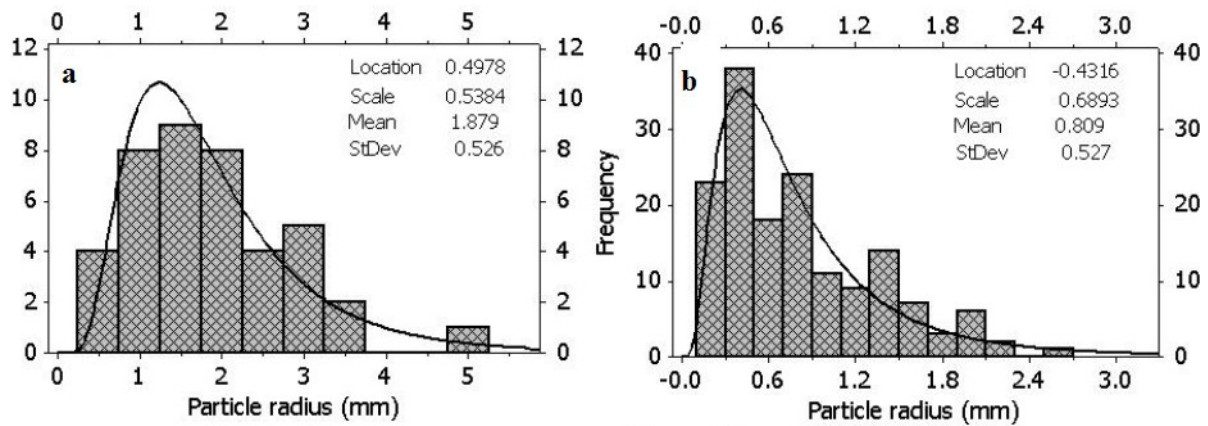 0 1 2 3 4 5
12 12
10 10
8 8
6 6
4 4
2 2
0 0
a
Location 0.4978
Scale 0.5384
Mean 1.879
StDev 0.526
0 1 2 3 4 5
Particle radius (mm)
-0.0 0.6 1.2 1.8 2.4 3.0
40 40
30 30
20 20
10 10
0 0
Frequency
b
Location -0.4316
Scale 0.6893
Mean 0.809
StDev 0.527
-0.0 0.6 1.2 1.8 2.4 3.0
Particle radius (mm)